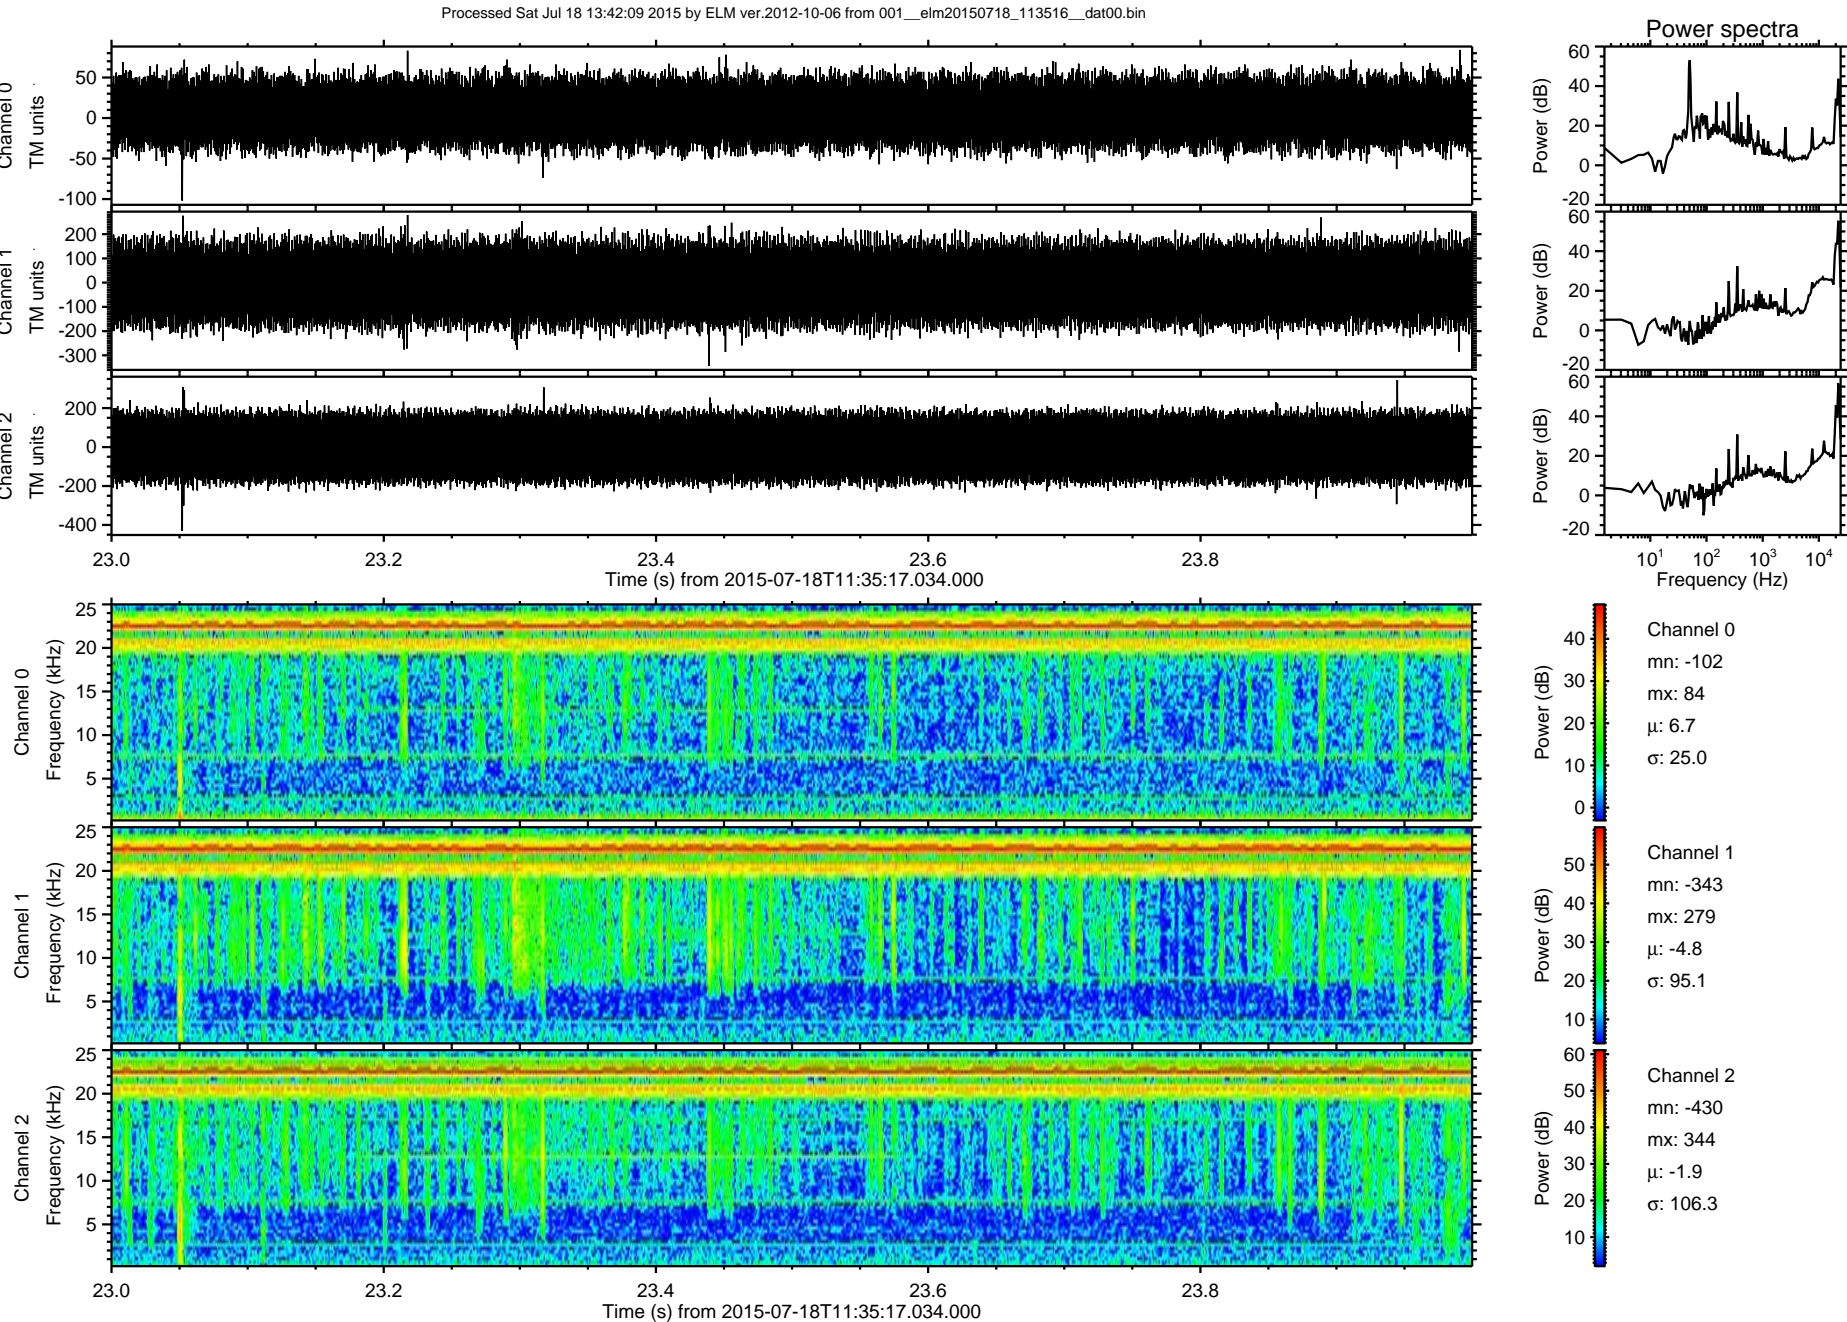 Processed Sat Jul 18 13:42:09 2015 by ELM ver.2012-10-06 from 001__elm20150718_113516__dat00.bin
Power spectra
Channel 0
TM units
50
0
-50
-100
Power (dB)
60
40
20
0
-20
Channel 1
TM units
200
100
0
-100
-200
-300
Power (dB)
60
40
20
0
-20
Channel 2
TM units
200
0
-200
-400
Power (dB)
60
40
20
0
-20
23.0 23.2 23.4 23.6 23.8
Time (s) from 2015-07-18T11:35:17.034.000
10^1 10^2 10^3 10^4
Frequency (Hz)
Channel 0
Frequency (kHz)
25
20
15
10
5
Power (dB)
40
30
20
10
0
Channel 0
mn: -102
mx: 84
μ: 6.7
σ: 25.0
Channel 1
Frequency (kHz)
25
20
15
10
5
Power (dB)
50
40
30
20
10
Channel 1
mn: -343
mx: 279
μ: -4.8
σ: 95.1
Channel 2
Frequency (kHz)
25
20
15
10
5
Power (dB)
60
50
40
30
20
10
Channel 2
mn: -430
mx: 344
μ: -1.9
σ: 106.3
23.0 23.2 23.4 23.6 23.8
Time (s) from 2015-07-18T11:35:17.034.000